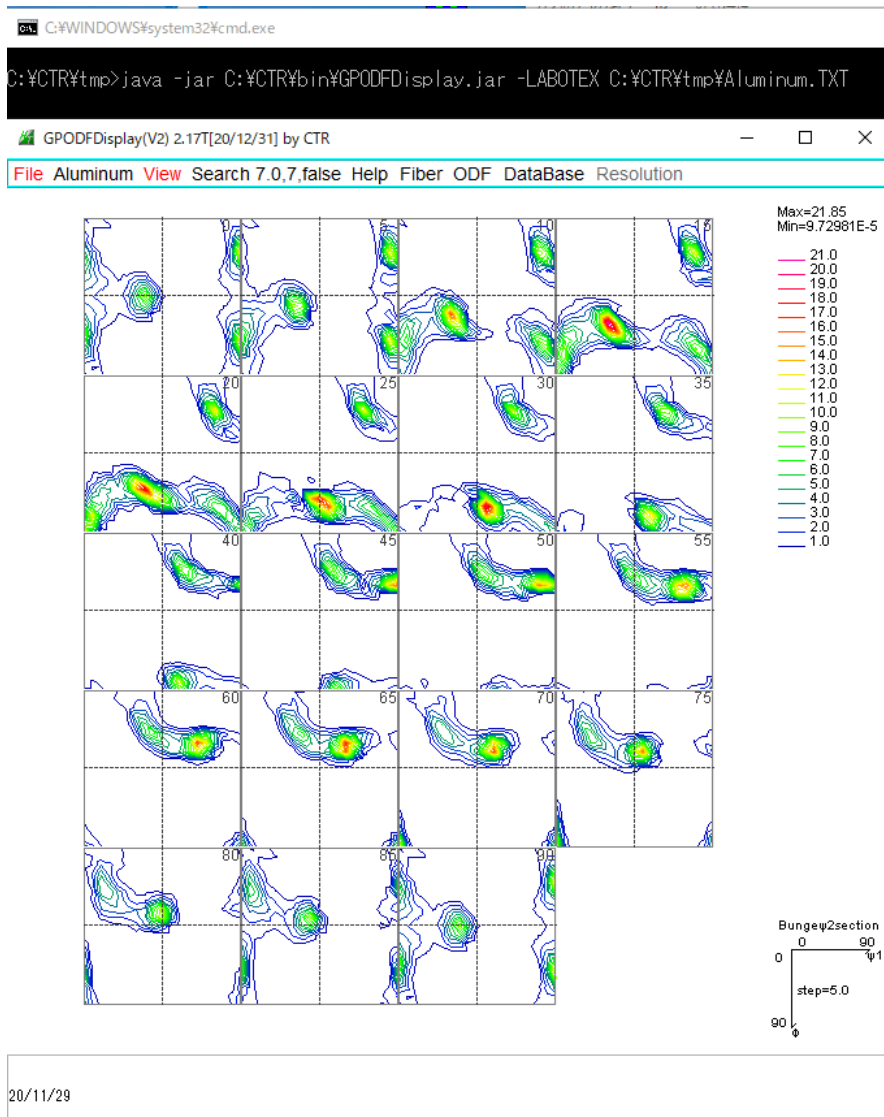 C:¥WINDOWS¥system32¥cmd.exe
C:¥CTR¥tmp>java -jar C:¥CTR¥bin¥GPODFDisplay.jar -LABOTEX C:¥CTR¥tmp¥Aluminum.TXT
GPODFDisplay(V2) 2.17T[20/12/31] by CTR
File Aluminum View Search 7.0,7,false Help Fiber ODF DataBase Resolution
Max=21.85
Min=9.72981E-5
0 5 10 15
21.0
20.0
19.0
18.0
17.0
16.0
15.0
14.0
13.0
12.0
11.0
10.0
9.0
8.0
7.0
6.0
5.0
4.0
3.0
2.0
1.0
20 25 30 35
40 45 50 55
60 65 70 75
80 85 90
Bungeψ2section
0 90
0 ψ1
step=5.0
90 Φ
20/11/29